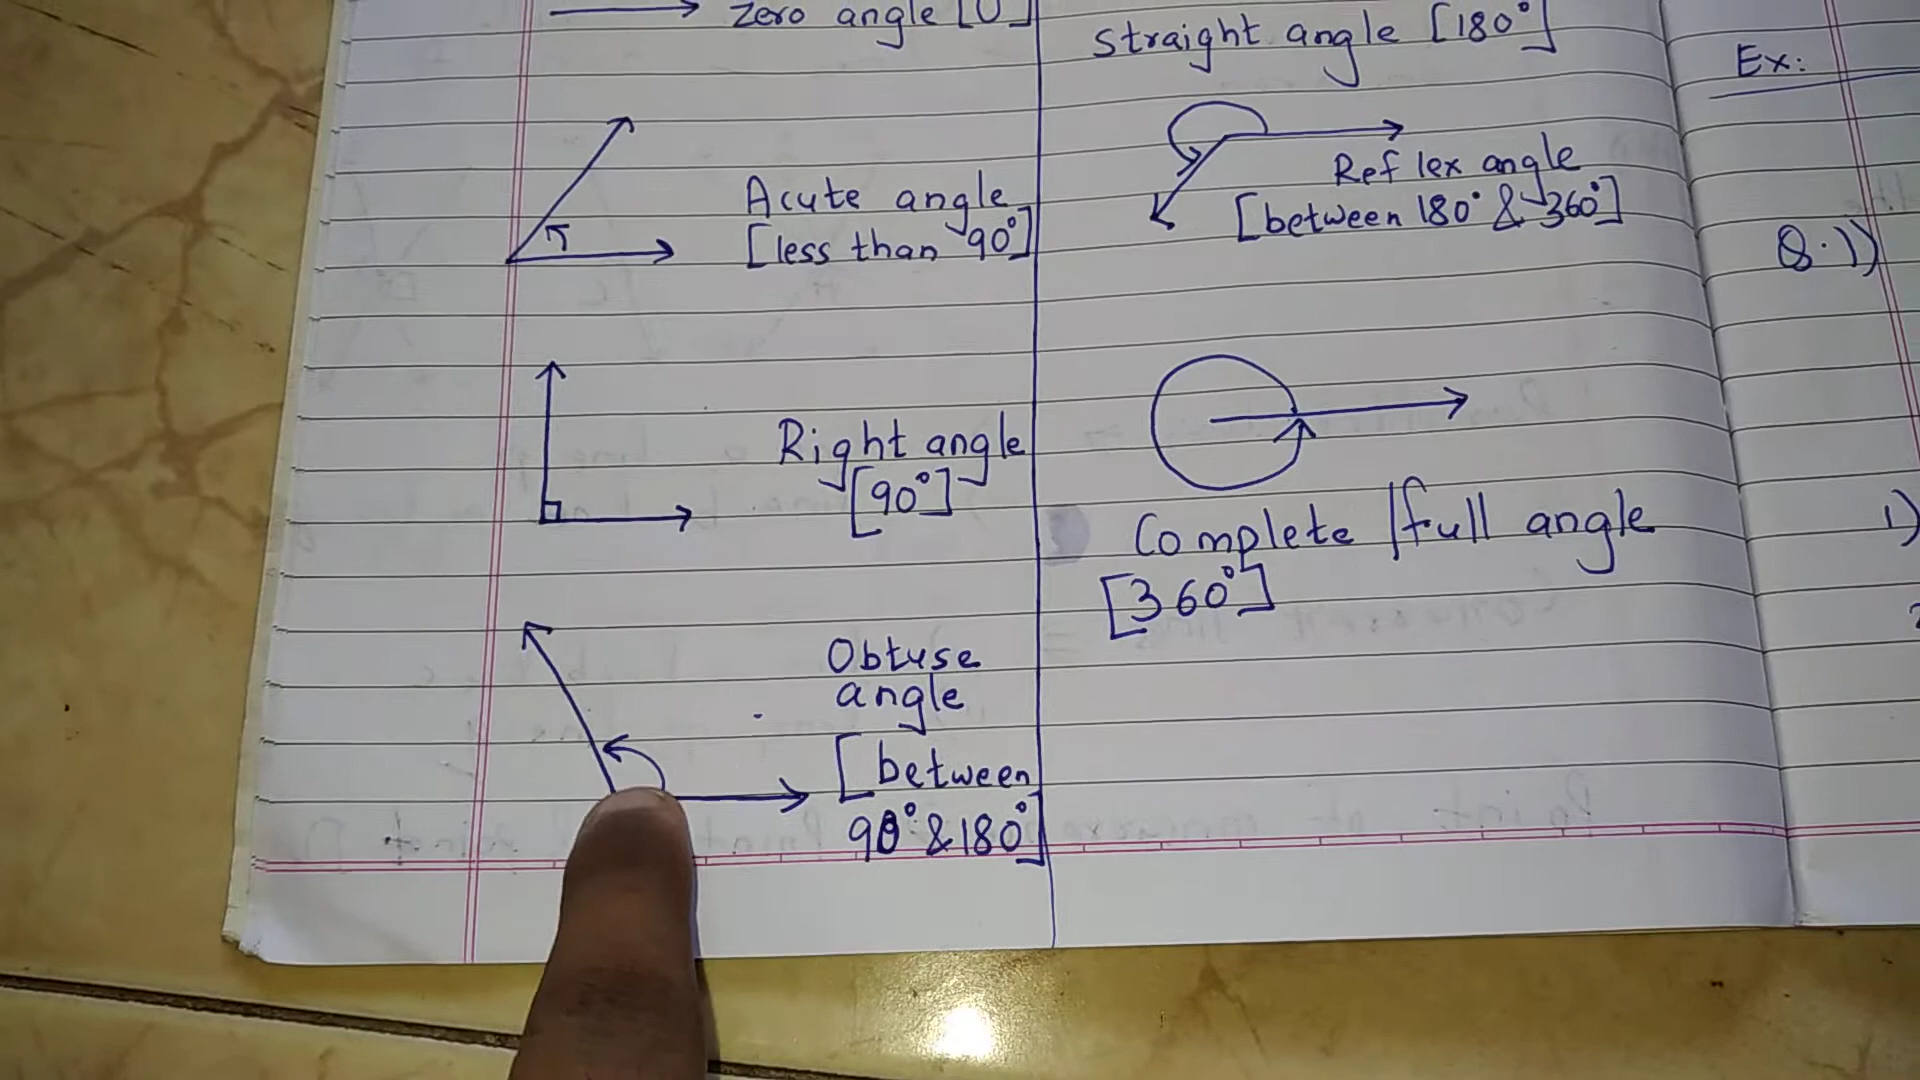 Zero angle [0]
Acute angle
[less than 90°]
Right angle
[90°]
Obtuse
angle
[between
90° & 180°]
Straight angle [180°]
Reflex angle
[between 180° & 360°]
Complete/full angle
[360°]
Ex:
Q.1)
1)